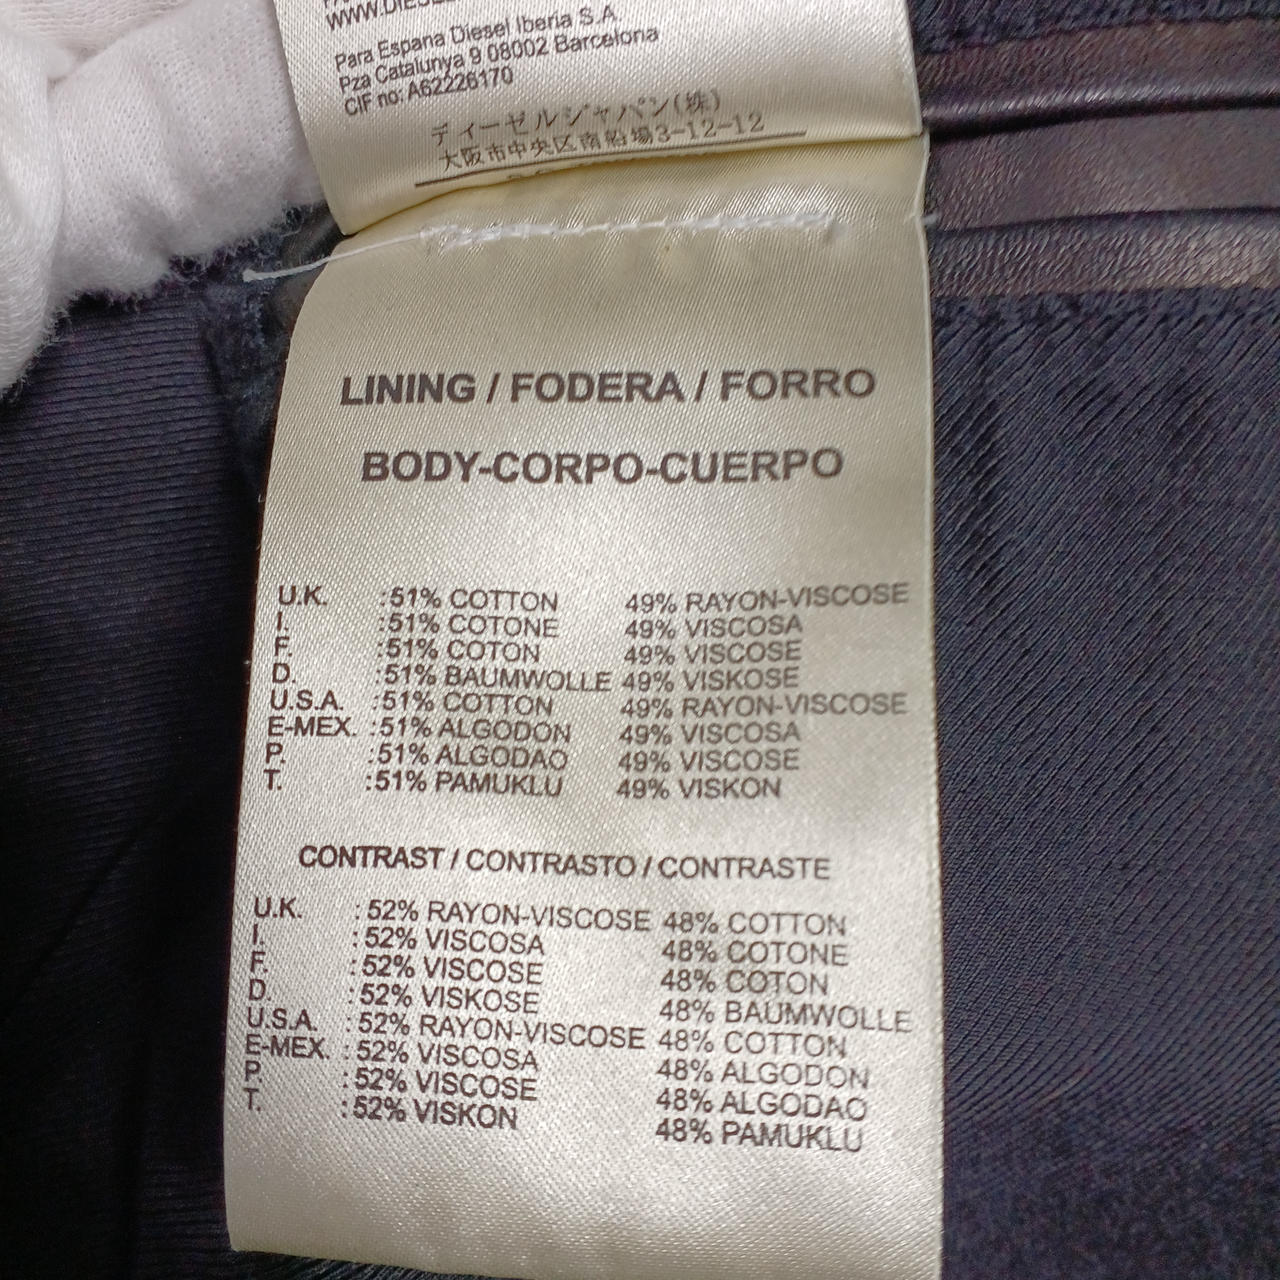 Para Espana Diesel Iberia S.A.
Pza Catalunya 9 08002 Barcelona
CIF no: A62226170
ディーゼルジャパン(株)
大阪市中央区南船場3-12-12
LINING / FODERA / FORRO
BODY-CORPO-CUERPO
U.K. :51% COTTON 49% RAYON-VISCOSE
I. :51% COTONE 49% VISCOSA
F. :51% COTON 49% VISCOSE
D. :51% BAUMWOLLE 49% VISKOSE
U.S.A. :51% COTTON 49% RAYON-VISCOSE
E-MEX. :51% ALGODON 49% VISCOSA
P. :51% ALGODAO 49% VISCOSE
T. :51% PAMUKLU 49% VISKON
CONTRAST / CONTRASTO / CONTRASTE
U.K. : 52% RAYON-VISCOSE 48% COTTON
I. : 52% VISCOSA 48% COTONE
F. : 52% VISCOSE 48% COTON
D. : 52% VISKOSE 48% BAUMWOLLE
U.S.A. : 52% RAYON-VISCOSE 48% COTTON
E-MEX. : 52% VISCOSA 48% ALGODON
P. : 52% VISCOSE 48% ALGODAO
T. : 52% VISKON 48% PAMUKLU